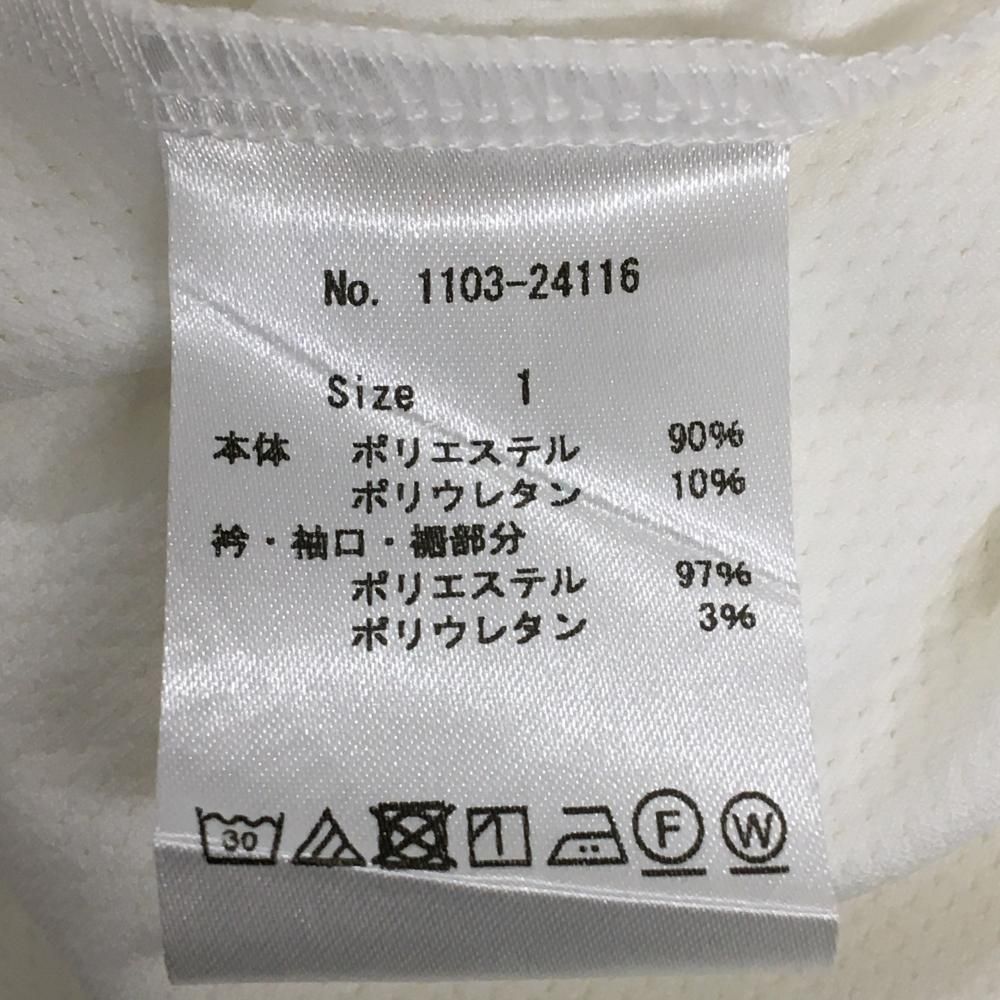 No. 1103-24116
Size 1
本体 ポリエステル 90%
ポリウレタン 10%
衿・袖口・裾部分
ポリエステル 97%
ポリウレタン 3%
30 F W